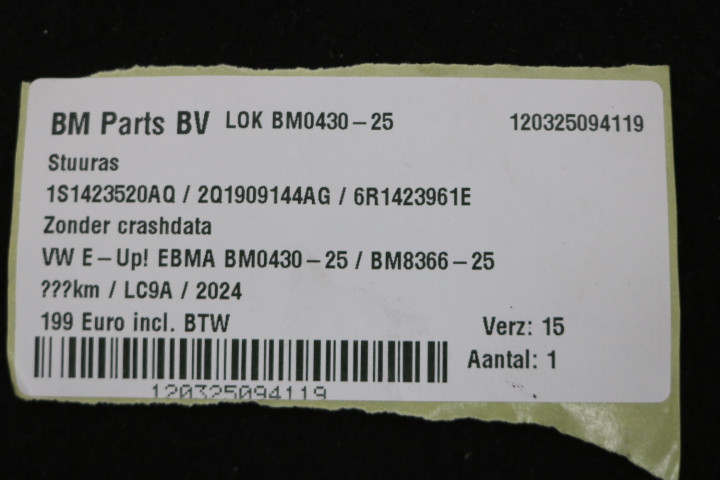 BM Parts BV LOK BM0430-25 120325094119
Stuuras
1S1423520AQ / 2Q1909144AG / 6R1423961E
Zonder crashdata
VW E-Up! EBMA BM0430-25 / BM8366-25
???km / LC9A / 2024
199 Euro incl. BTW Verz: 15
Aantal: 1
120325094119